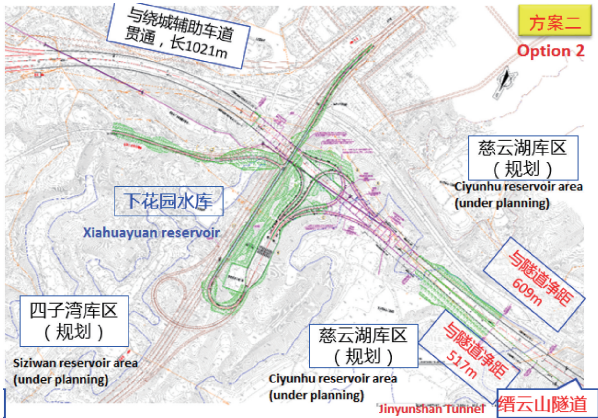 与绕城辅助车道
贯通，长1021m
方案二
Option 2
慈云湖库区
（规划）
Ciyunhu reservoir area
(under planning)
下花园水库
Xiahuayuan reservoir
与隧道净距
609m
四子湾库区
（规划）
Siziwan reservoir area
(under planning)
慈云湖库区
（规划）
Ciyunhu reservoir area
(under planning)
与隧道净距
517m
Jinyunshan Tunnel
缙云山隧道